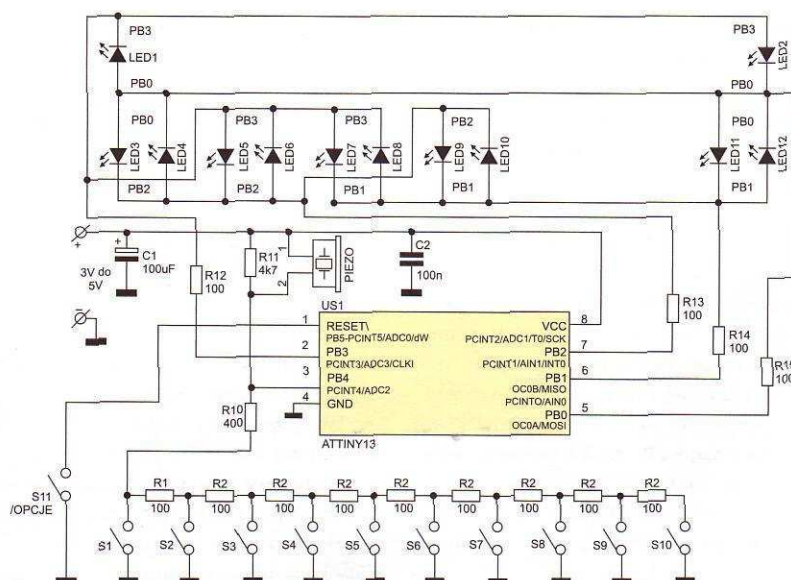 PB3
LED1
PB3
LED2
PB0
PB0
PB0
PB3
PB3
PB2
PB0
LED3
LED4
LED5
LED6
LED7
LED8
LED9
LED10
LED11
LED12
PB2
PB2
PB1
PB1
PB1
+
+
C1
100uF
3V do
5V
R12
100
R11
4k7
1
2
PIEZO
C2
100n
R13
100
R14
100
R15
100
US1
1
RESET\
PB5-PCINT5/ADC0/dW
2
PB3
PCINT3/ADC3/CLKI
3
PB4
PCINT4/ADC2
4
GND
VCC
8
PCINT2/ADC1/T0/SCK
PB2
7
PCINT1/AIN1/INT0
PB1
6
OC0B/MISO
PCINTO/AIN0
PB0
5
OC0A/MOSI
ATTINY13
R10
400
S11
/OPCJE
R1
100
R2
100
R2
100
R2
100
R2
100
R2
100
R2
100
R2
100
R2
100
S1
S2
S3
S4
S5
S6
S7
S8
S9
S10